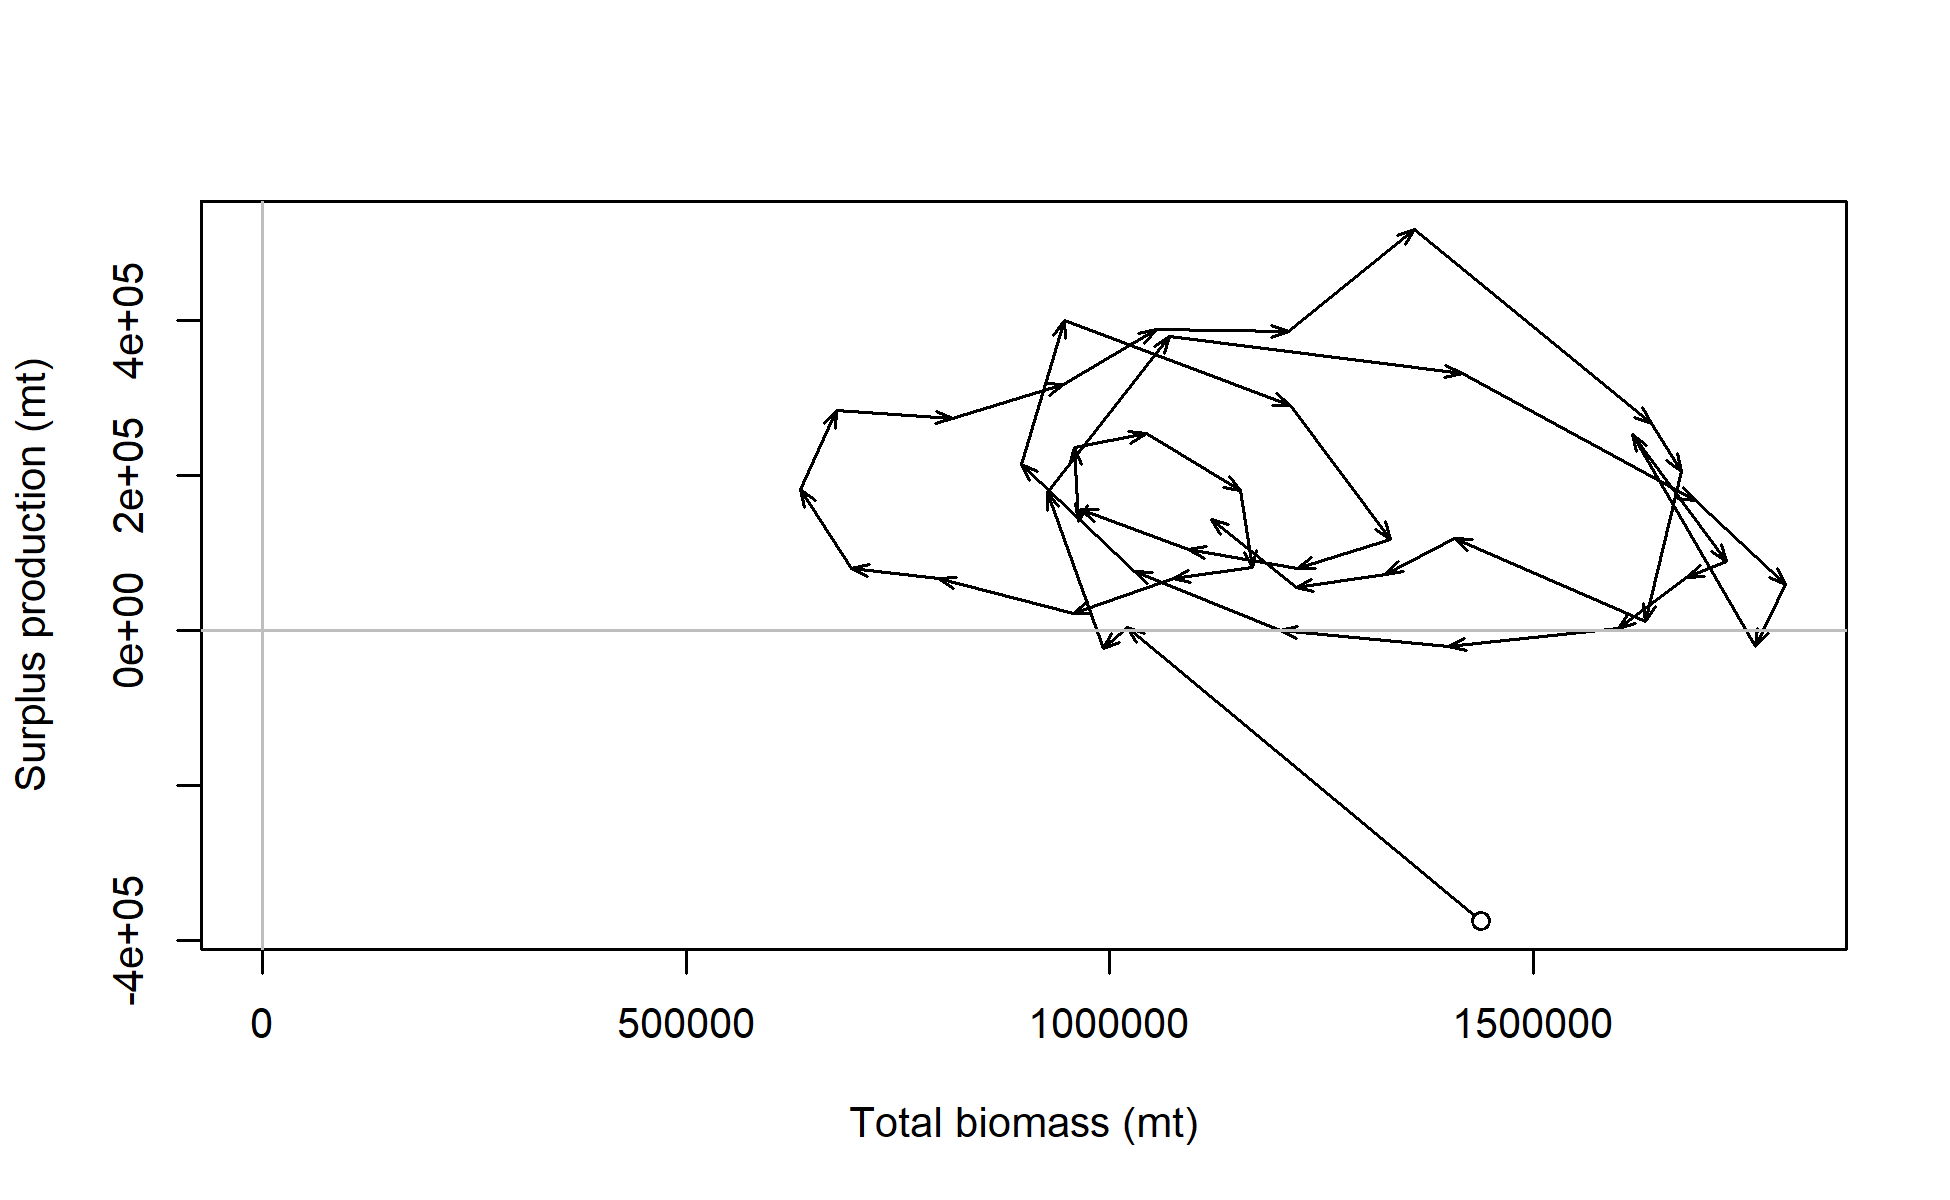 Surplus production (mt)
4e+05
2e+05
0e+00
-4e+05
0 500000 1000000 1500000
Total biomass (mt)